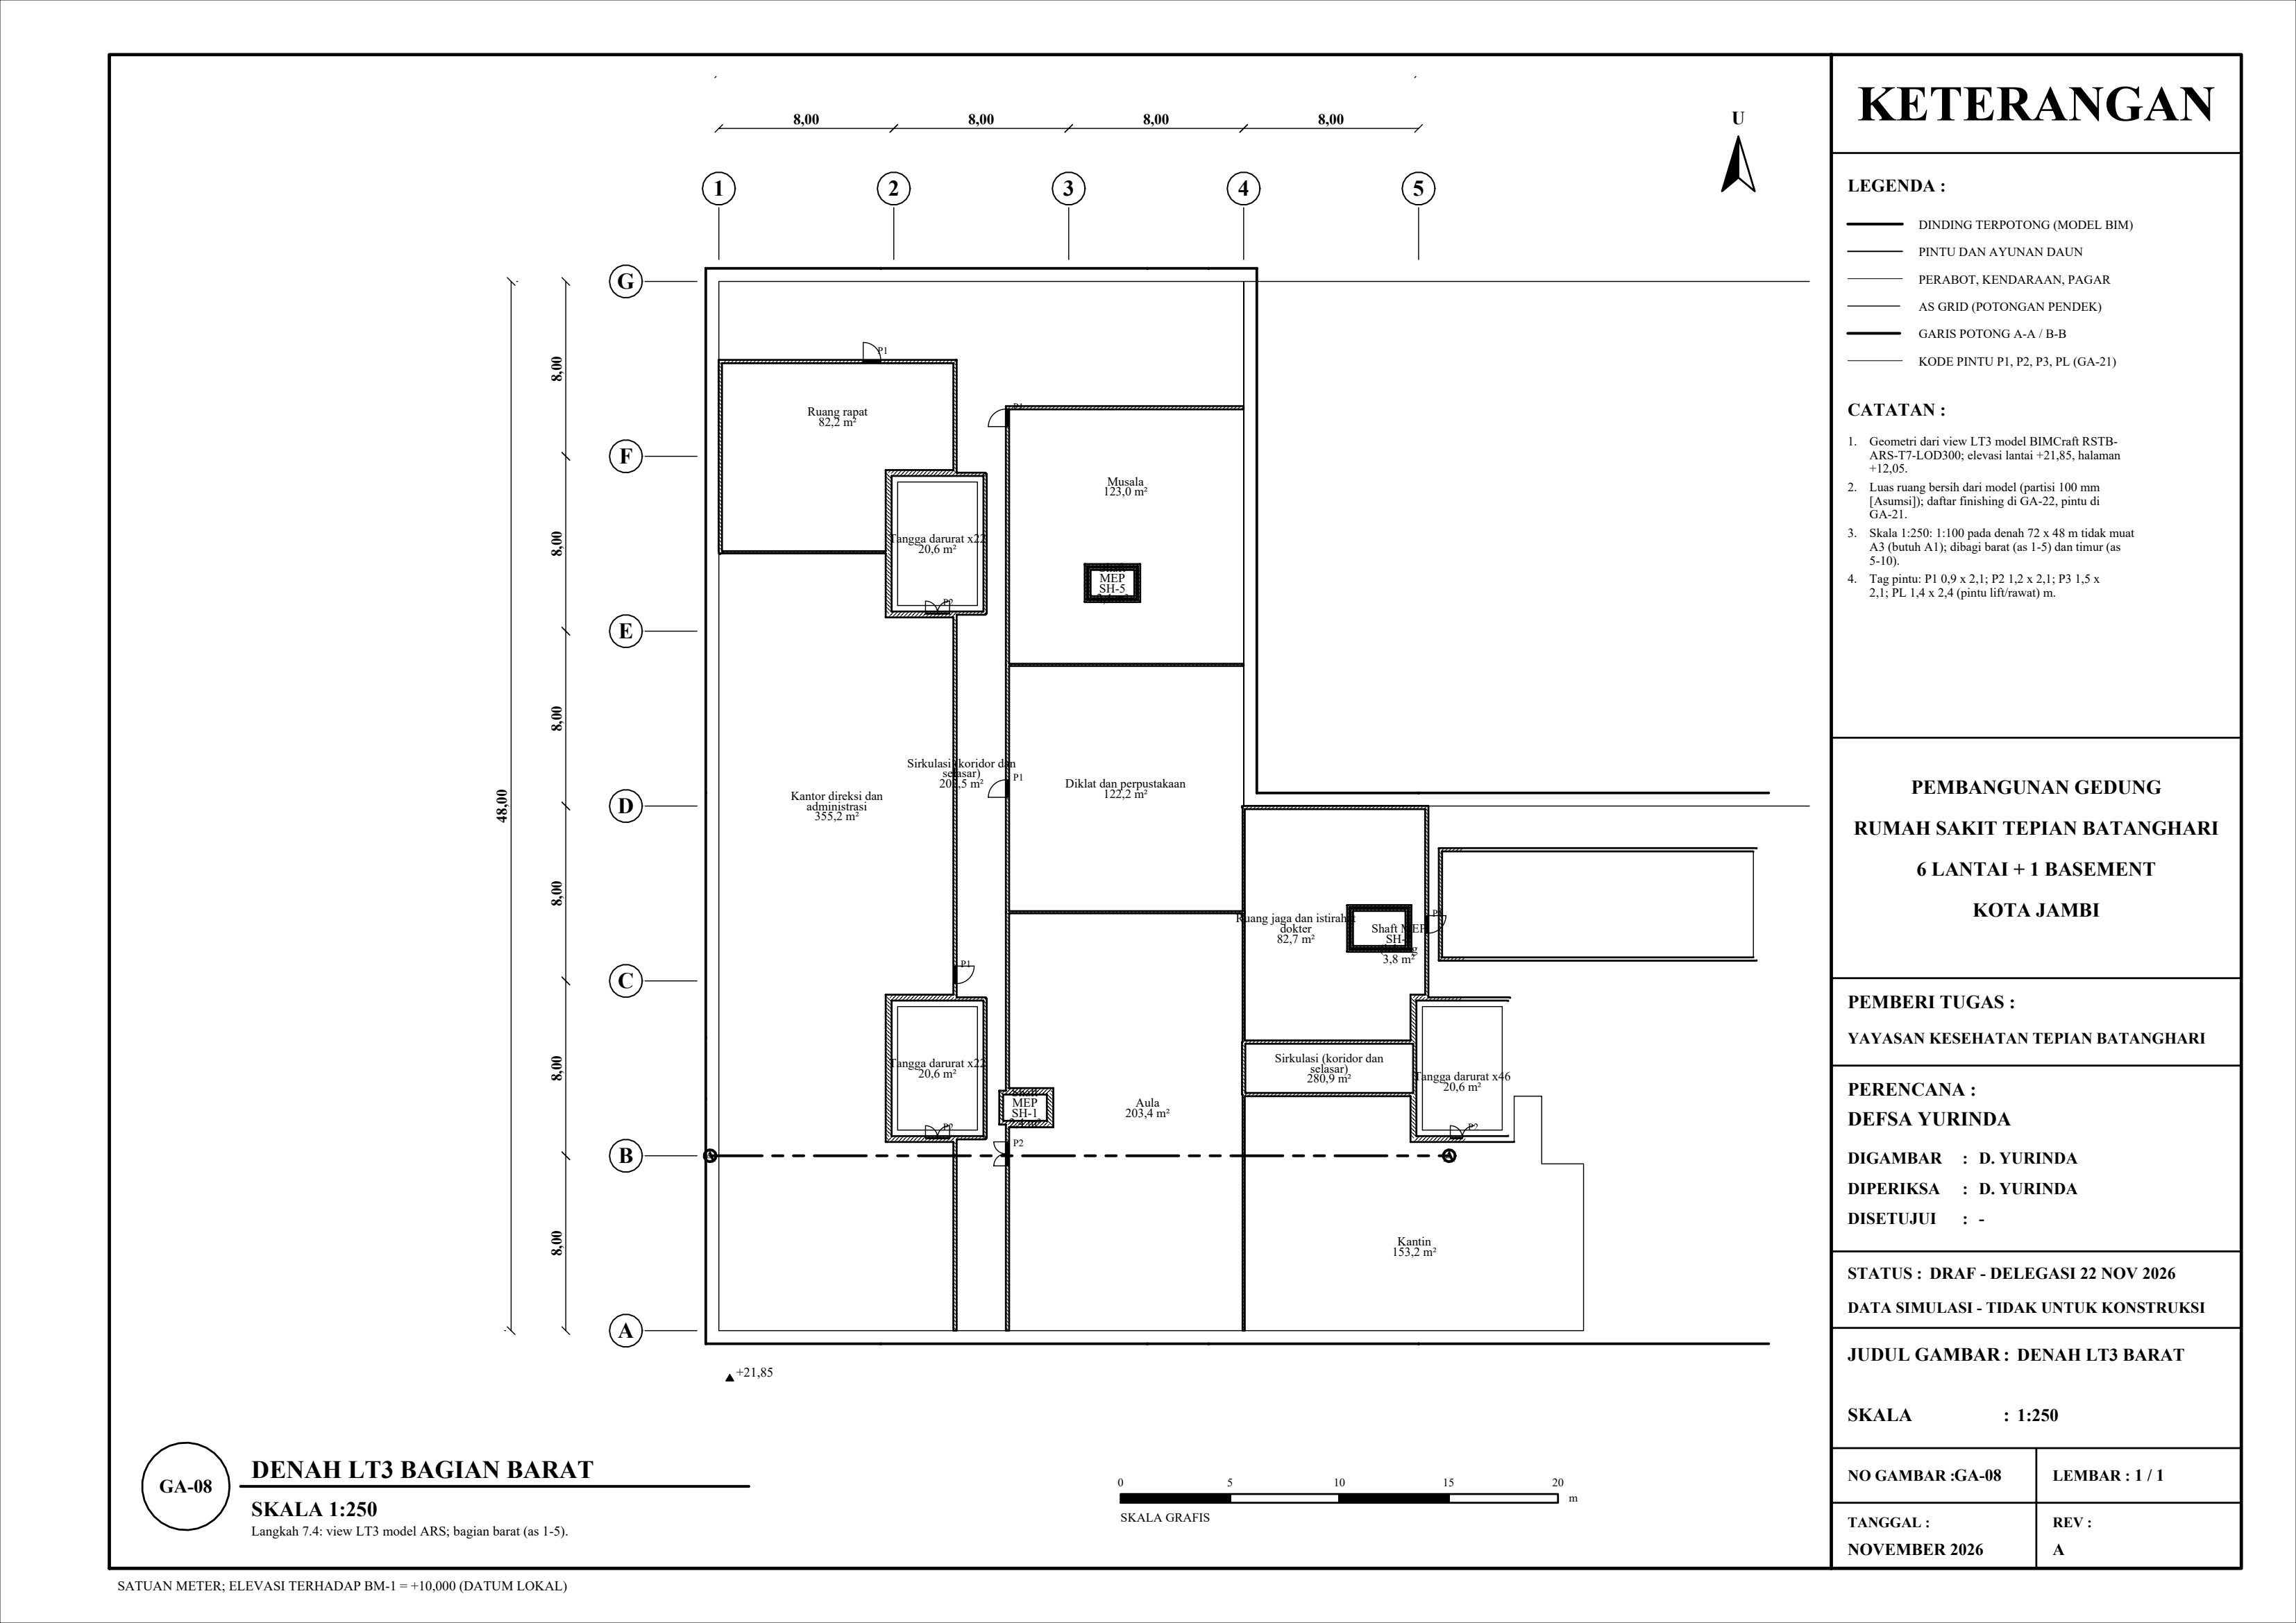 8,00 8,00 8,00 8,00
U
1 2 3 4 5
G
F
E
D
C
B
A
8,00
8,00
8,00
8,00
8,00
8,00
48,00
P1
P1
Ruang rapat
82,2 m²
Musala
123,0 m²
Tangga darurat x22
20,6 m²
MEP
SH-5
P2
Sirkulasi (koridor dan
selasar)
m²
P1
Kantor direksi dan
administrasi
355,2 m²
Diklat dan perpustakaan
122,2 m²
Ruang jaga dan istirahat
dokter
82,7 m²
Shaft MEP
3,8 m²
P1
Tangga darurat x22
20,6 m²
P2
MEP
SH-1
P2
Aula
203,4 m²
Sirkulasi (koridor dan
selasar)
280,9 m²
Tangga darurat x46
20,6 m²
P2
Kantin
153,2 m²
+21,85
GA-08
DENAH LT3 BAGIAN BARAT
SKALA 1:250
Langkah 7.4: view LT3 model ARS; bagian barat (as 1-5).
0 5 10 15 20
m
SKALA GRAFIS
SATUAN METER; ELEVASI TERHADAP BM-1 = +10,000 (DATUM LOKAL)
KETERANGAN
LEGENDA :
DINDING TERPOTONG (MODEL BIM)
PINTU DAN AYUNAN DAUN
PERABOT, KENDARAAN, PAGAR
AS GRID (POTONGAN PENDEK)
GARIS POTONG A-A / B-B
KODE PINTU P1, P2, P3, PL (GA-21)
CATATAN :
1. Geometri dari view LT3 model BIMCraft RSTB-
ARS-T7-LOD300; elevasi lantai +21,85, halaman
+12,05.
2. Luas ruang bersih dari model (partisi 100 mm
[Asumsi]); daftar finishing di GA-22, pintu di
GA-21.
3. Skala 1:250: 1:100 pada denah 72 x 48 m tidak muat
A3 (butuh A1); dibagi barat (as 1-5) dan timur (as
5-10).
4. Tag pintu: P1 0,9 x 2,1; P2 1,2 x 2,1; P3 1,5 x
2,1; PL 1,4 x 2,4 (pintu lift/rawat) m.
PEMBANGUNAN GEDUNG
RUMAH SAKIT TEPIAN BATANGHARI
6 LANTAI + 1 BASEMENT
KOTA JAMBI
PEMBERI TUGAS :
YAYASAN KESEHATAN TEPIAN BATANGHARI
PERENCANA :
DEFSA YURINDA
DIGAMBAR : D. YURINDA
DIPERIKSA : D. YURINDA
DISETUJUI : -
STATUS : DRAF - DELEGASI 22 NOV 2026
DATA SIMULASI - TIDAK UNTUK KONSTRUKSI
JUDUL GAMBAR : DENAH LT3 BARAT
SKALA : 1:250
NO GAMBAR :GA-08 LEMBAR : 1 / 1
TANGGAL : REV :
NOVEMBER 2026 A